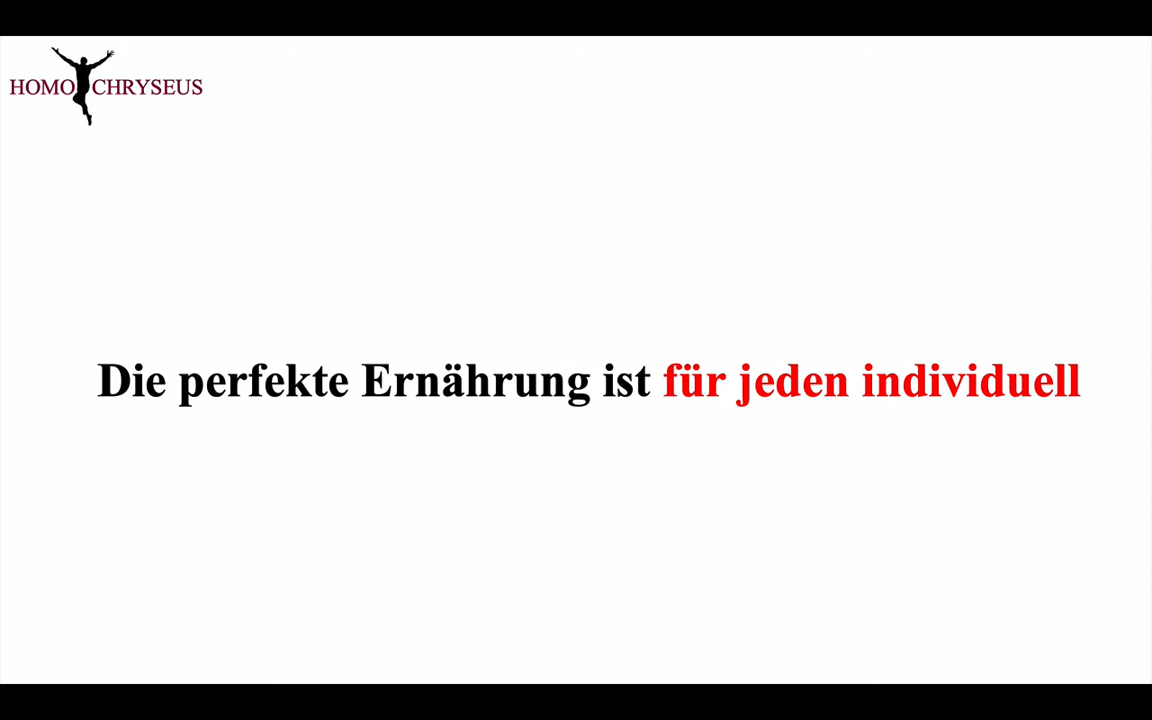 HOMO CHRYSEUS
Die perfekte Ernährung ist für jeden individuell